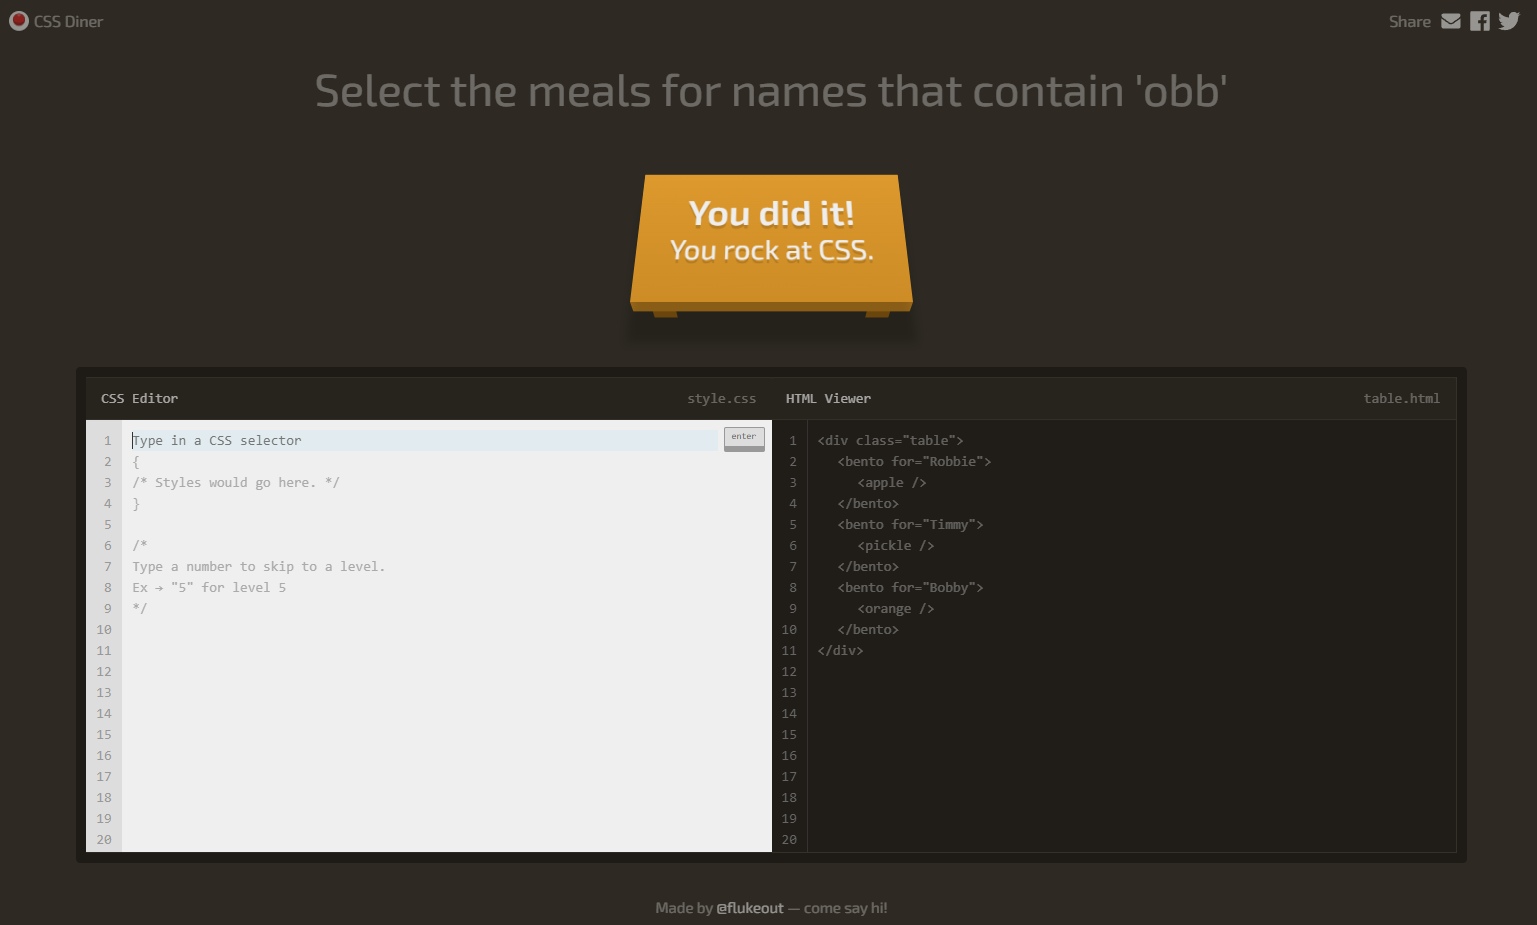 CSS Diner
Share
Select the meals for names that contain 'obb'
You did it!
You rock at CSS.
CSS Editor
style.css
1 Type in a CSS selector
enter
2 {
3 /* Styles would go here. */
4 }
5
6 /*
7 Type a number to skip to a level.
8 Ex → "5" for level 5
9 */
10
11
12
13
14
15
16
17
18
19
20
HTML Viewer
table.html
1 <div class="table">
2 <bento for="Robbie">
3 <apple />
4 </bento>
5 <bento for="Timmy">
6 <pickle />
7 </bento>
8 <bento for="Bobby">
9 <orange />
10 </bento>
11 </div>
12
13
14
15
16
17
18
19
20
Made by @flukeout — come say hi!